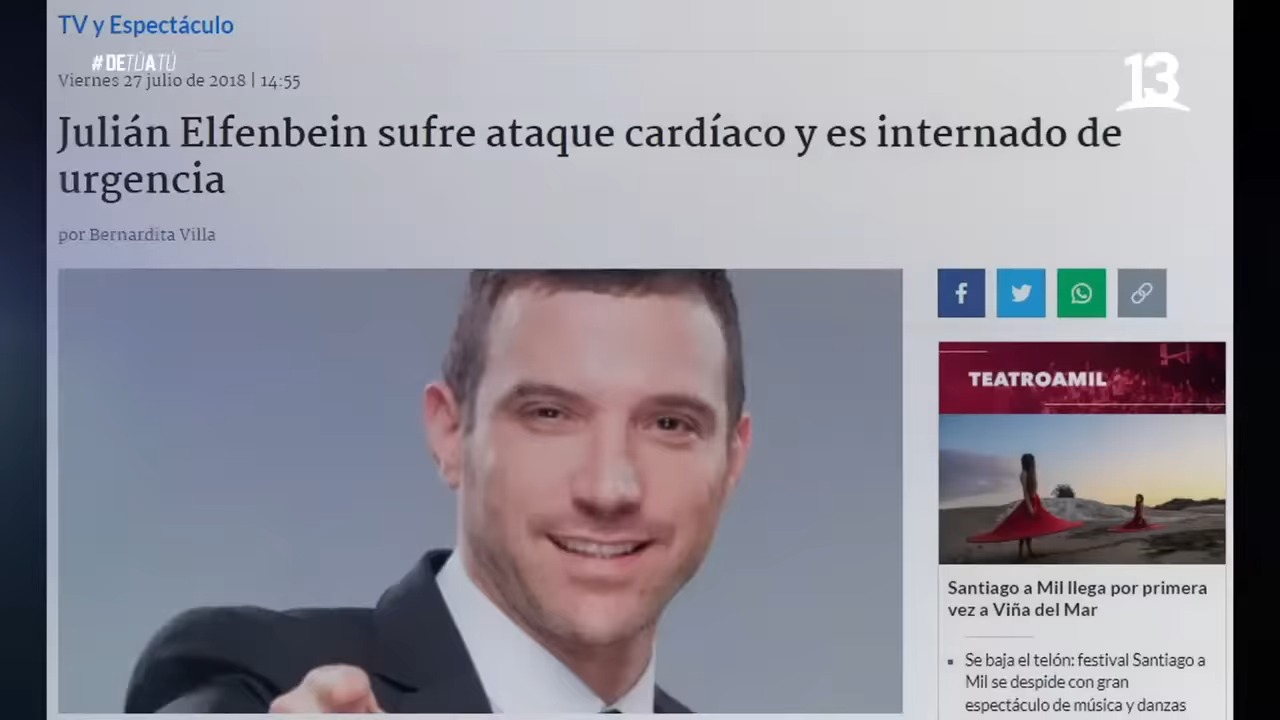 TV y Espectáculo
#DETÚATÚ
Viernes 27 julio de 2018 | 14:55
13
Julián Elfenbein sufre ataque cardíaco y es internado de
urgencia
por Bernardita Villa
TEATROAMIL
Santiago a Mil llega por primera
vez a Viña del Mar
Se baja el telón: festival Santiago a
Mil se despide con gran
espectáculo de música y danzas